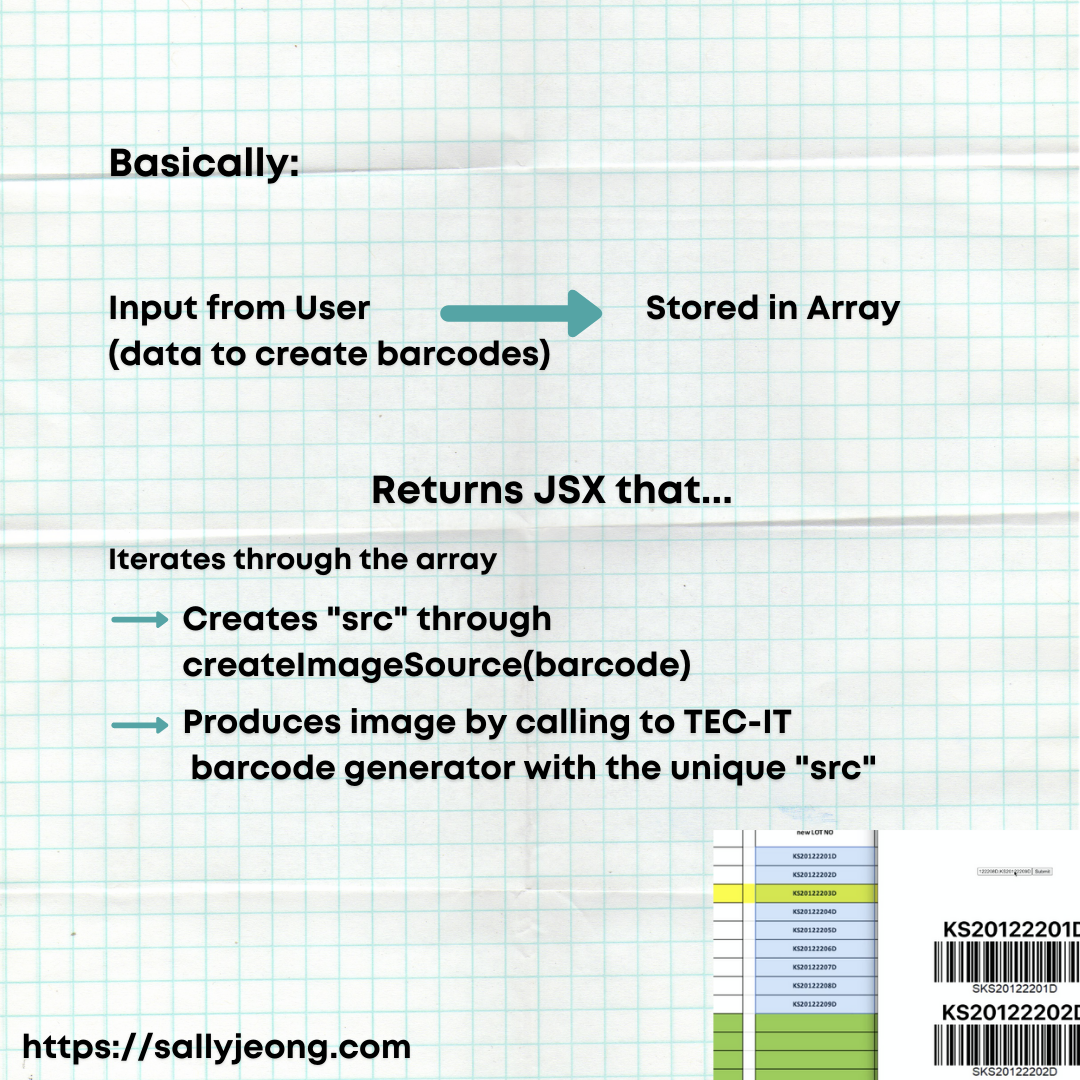 Basically:
Input from User
Stored in Array
(data to create barcodes)
Returns JSX that...
Iterates through the array
Creates "src" through
createImageSource(barcode)
Produces image by calling to TEC-IT
barcode generator with the unique "src"
new LOT NO
KS20122201D
KS20122202D
KS20122203D
KS20122204D
KS20122205D
KS20122206D
KS20122207D
KS20122208D
KS20122209D
Submit
KS20122201D
SKS20122201D
KS20122202D
SKS20122202D
https://sallyjeong.com